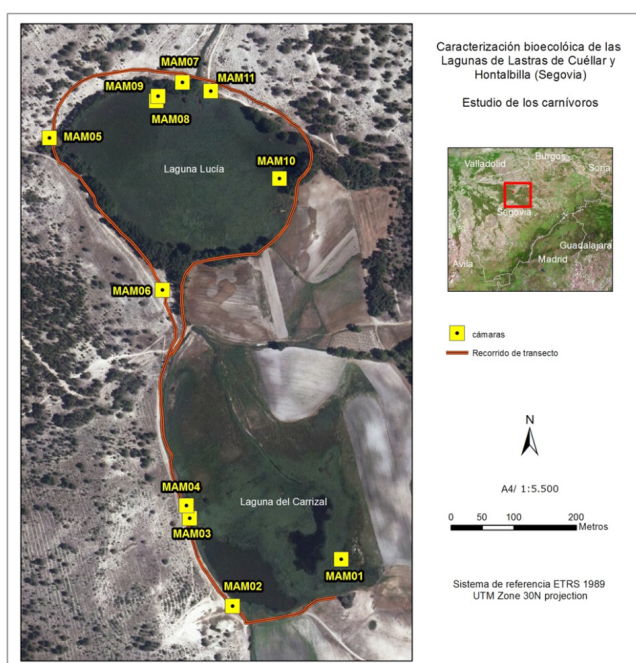 Caracterización bioecolóica de las
Lagunas de Lastras de Cuéllar y
Hontalbilla (Segovia)
Estudio de los carnívoros
MAM07
MAM09
MAM11
MAM08
MAM05
MAM10
Laguna Lucía
MAM06
MAM04
Laguna del Carrizal
MAM03
MAM01
MAM02
Valladolid
Burgos
Soria
Segovia
Guadalajara
Avila
Madrid
cámaras
Recorrido de transecto
N
A4/ 1:5.500
0 50 100 200
Metros
Sistema de referencia ETRS 1989
UTM Zone 30N projection